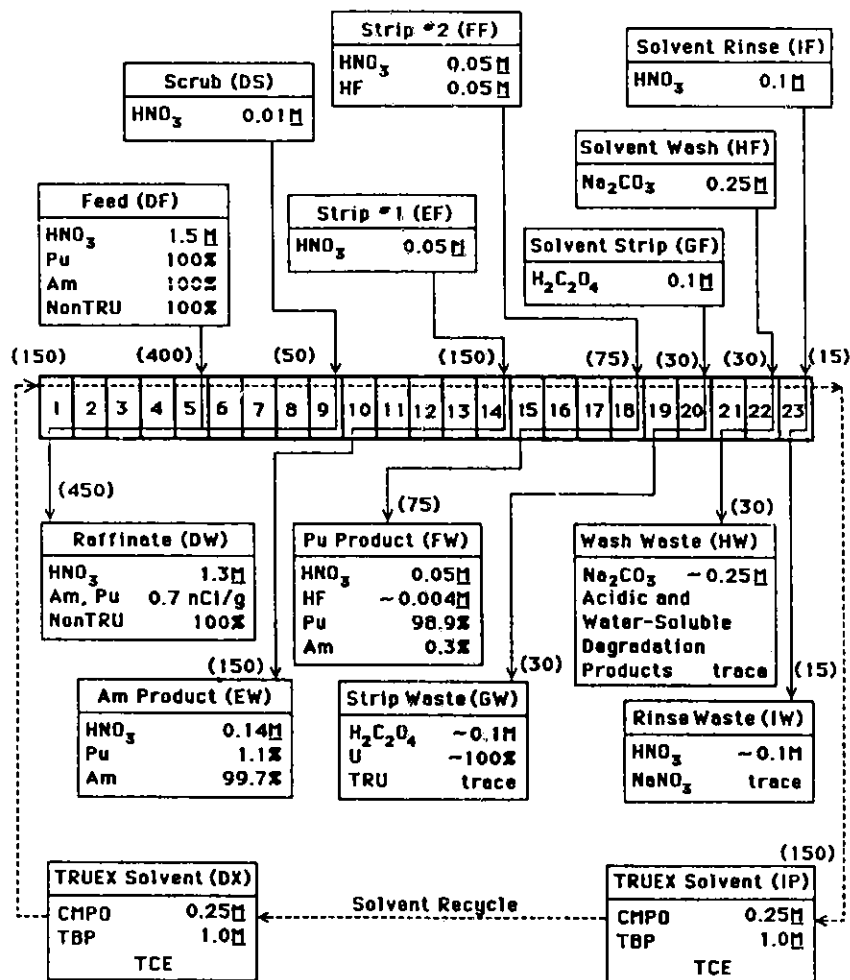 Strip #2 (FF)
HNO3 0.05M
HF 0.05M
Solvent Rinse (IF)
HNO3 0.1M
Scrub (DS)
HNO3 0.01M
Solvent Wash (HF)
Na2CO3 0.25M
Feed (DF)
HNO3 1.5 M
Pu 100%
Am 100%
NonTRU 100%
Strip #1 (EF)
HNO3 0.05M
Solvent Strip (GF)
H2C2O4 0.1M
(150) (400) (50) (150) (75) (30) (30) (15)
1 2 3 4 5 6 7 8 9 10 11 12 13 14 15 16 17 18 19 20 21 22 23
(450)
(75)
(30)
Raffinate (DW)
HNO3 1.3M
Am, Pu 0.7 nCi/g
NonTRU 100%
Pu Product (FW)
HNO3 0.05M
HF ~0.004M
Pu 98.9%
Am 0.3%
Wash Waste (HW)
Na2CO3 ~0.25M
Acidic and
Water-Soluble
Degradation
Products trace
(150)
(30)
(15)
Am Product (EW)
HNO3 0.14M
Pu 1.1%
Am 99.7%
Strip Waste (GW)
H2C2O4 ~0.1M
U ~100%
TRU trace
Rinse Waste (IW)
HNO3 ~0.1M
NaNO3 trace
(150)
TRUEX Solvent (DX)
CMPO 0.25M
TBP 1.0M
TCE
Solvent Recycle
TRUEX Solvent (IP)
CMPO 0.25M
TBP 1.0M
TCE